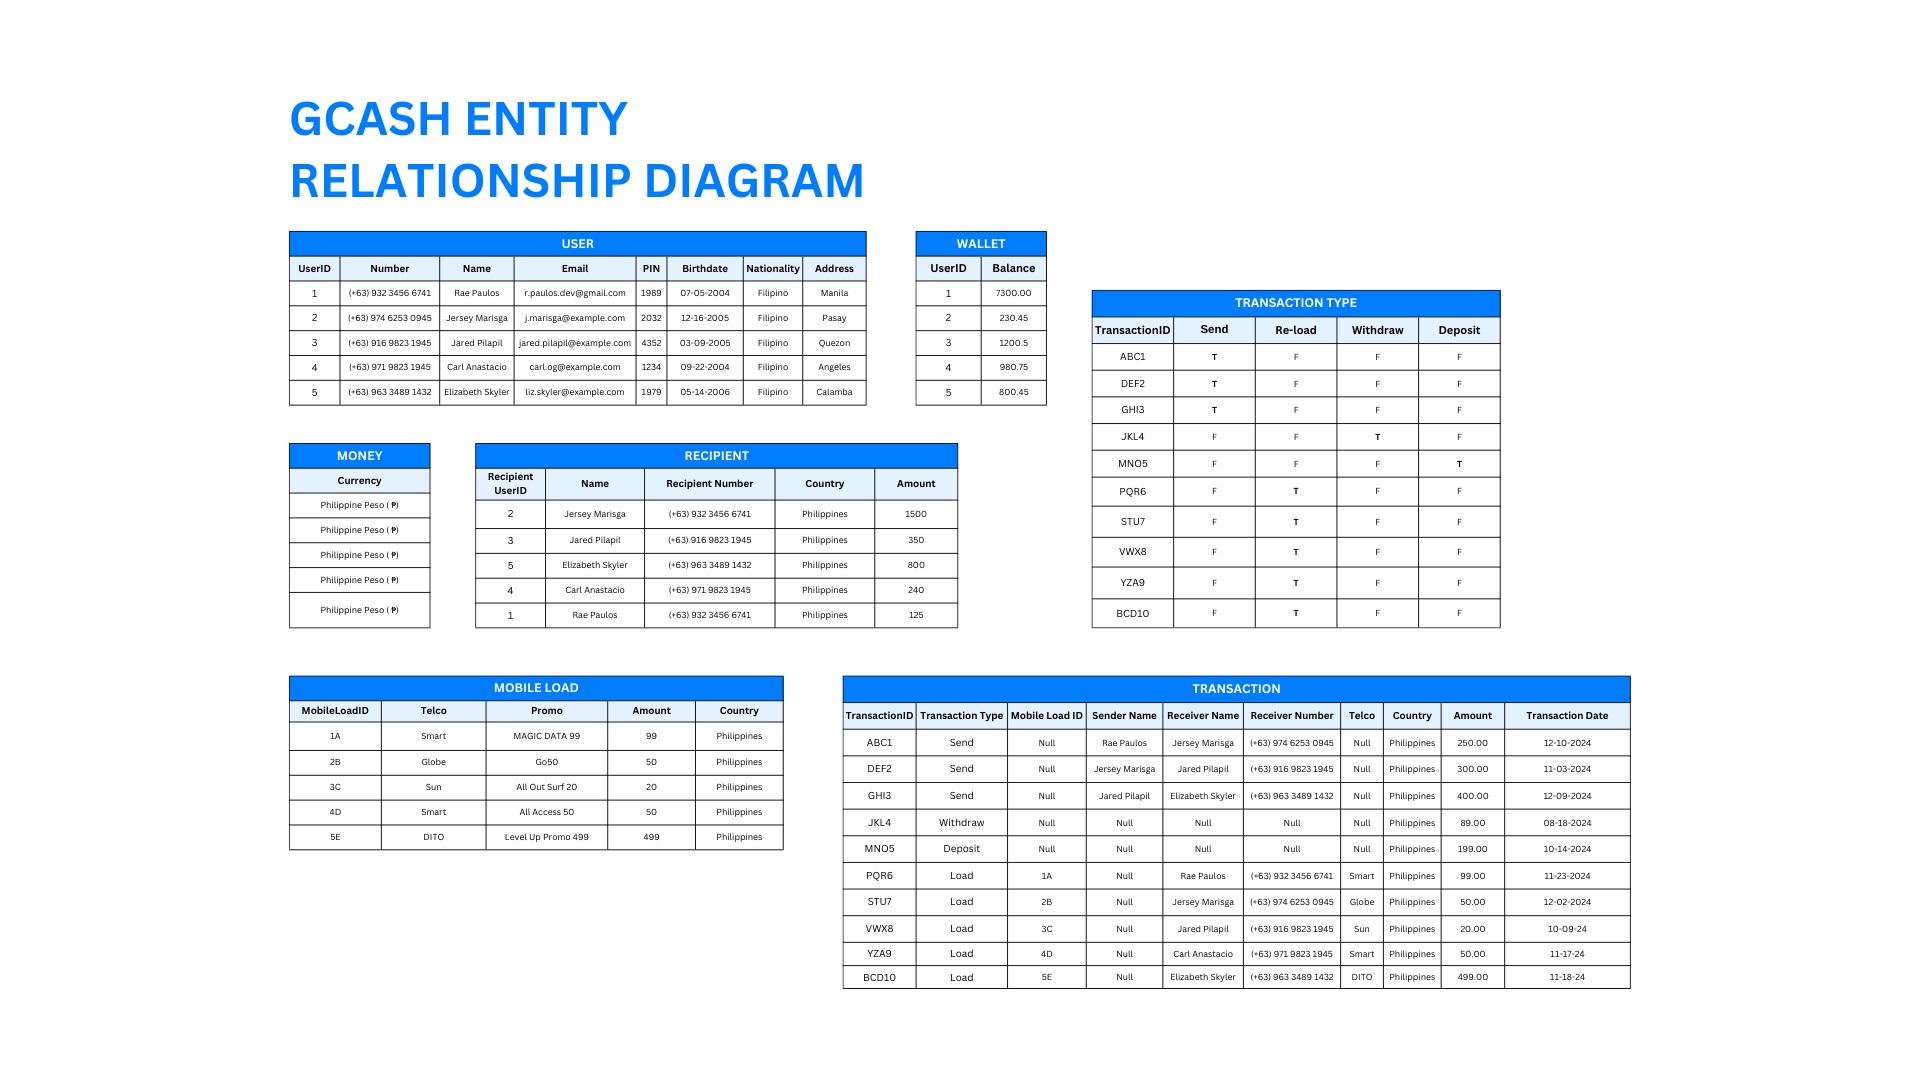 GCASH ENTITY
RELATIONSHIP DIAGRAM
USER
UserID Number Name Email PIN Birthdate Nationality Address
1 (+63) 932 3456 6741 Rae Paulos r.paulos.dev@gmail.com 1989 07-05-2004 Filipino Manila
2 (+63) 974 6253 0945 Jersey Marisga j.marisga@example.com 2032 12-16-2005 Filipino Pasay
3 (+63) 916 9823 1945 Jared Pilapil jared.pilapil@example.com 4352 03-09-2005 Filipino Quezon
4 (+63) 971 9823 1945 Carl Anastacio carl.og@example.com 1234 09-22-2004 Filipino Angeles
5 (+63) 963 3489 1432 Elizabeth Skyler liz.skyler@example.com 1979 05-14-2006 Filipino Calamba
WALLET
UserID Balance
1 7300.00
2 230.45
3 1200.5
4 980.75
5 800.45
TRANSACTION TYPE
TransactionID Send Re-load Withdraw Deposit
ABC1 T F F F
DEF2 T F F F
GHI3 T F F F
JKL4 F F T F
MNO5 F F F T
PQR6 F T F F
STU7 F T F F
VWX8 F T F F
YZA9 F T F F
BCD10 F T F F
MONEY
Currency
Philippine Peso ( ₱)
Philippine Peso ( ₱)
Philippine Peso ( ₱)
Philippine Peso ( ₱)
Philippine Peso ( ₱)
RECIPIENT
Recipient
UserID Name Recipient Number Country Amount
2 Jersey Marisga (+63) 932 3456 6741 Philippines 1500
3 Jared Pilapil (+63) 916 9823 1945 Philippines 350
5 Elizabeth Skyler (+63) 963 3489 1432 Philippines 800
4 Carl Anastacio (+63) 971 9823 1945 Philippines 240
1 Rae Paulos (+63) 932 3456 6741 Philippines 125
MOBILE LOAD
MobileLoadID Telco Promo Amount Country
1A Smart MAGIC DATA 99 99 Philippines
2B Globe Go50 50 Philippines
3C Sun All Out Surf 20 20 Philippines
4D Smart All Access 50 50 Philippines
5E DITO Level Up Promo 499 499 Philippines
TRANSACTION
TransactionID Transaction Type Mobile Load ID Sender Name Receiver Name Receiver Number Telco Country Amount Transaction Date
ABC1 Send Null Rae Paulos Jersey Marisga (+63) 974 6253 0945 Null Philippines 250.00 12-10-2024
DEF2 Send Null Jersey Marisga Jared Pilapil (+63) 916 9823 1945 Null Philippines 300.00 11-03-2024
GHI3 Send Null Jared Pilapil Elizabeth Skyler (+63) 963 3489 1432 Null Philippines 400.00 12-09-2024
JKL4 Withdraw Null Null Null Null Null Philippines 89.00 08-18-2024
MNO5 Deposit Null Null Null Null Null Philippines 199.00 10-14-2024
PQR6 Load 1A Null Rae Paulos (+63) 932 3456 6741 Smart Philippines 99.00 11-23-2024
STU7 Load 2B Null Jersey Marisga (+63) 974 6253 0945 Globe Philippines 50.00 12-02-2024
VWX8 Load 3C Null Jared Pilapil (+63) 916 9823 1945 Sun Philippines 20.00 10-09-24
YZA9 Load 4D Null Carl Anastacio (+63) 971 9823 1945 Smart Philippines 50.00 11-17-24
BCD10 Load 5E Null Elizabeth Skyler (+63) 963 3489 1432 DITO Philippines 499.00 11-18-24